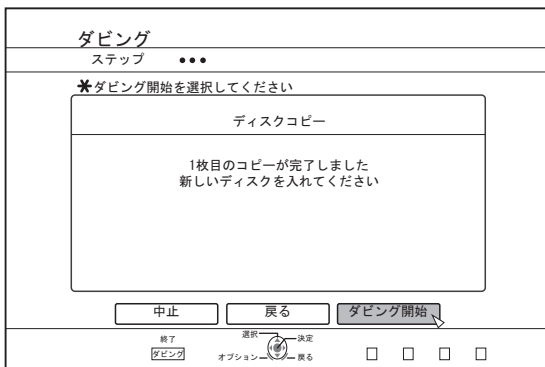 ダビング
ステップ •••
*ダビング開始を選択してください
ディスクコピー
1枚目のコピーが完了しました
新しいディスクを入れてください
中止 戻る ダビング開始
終了
ダビング
選択
決定
オプション
戻る